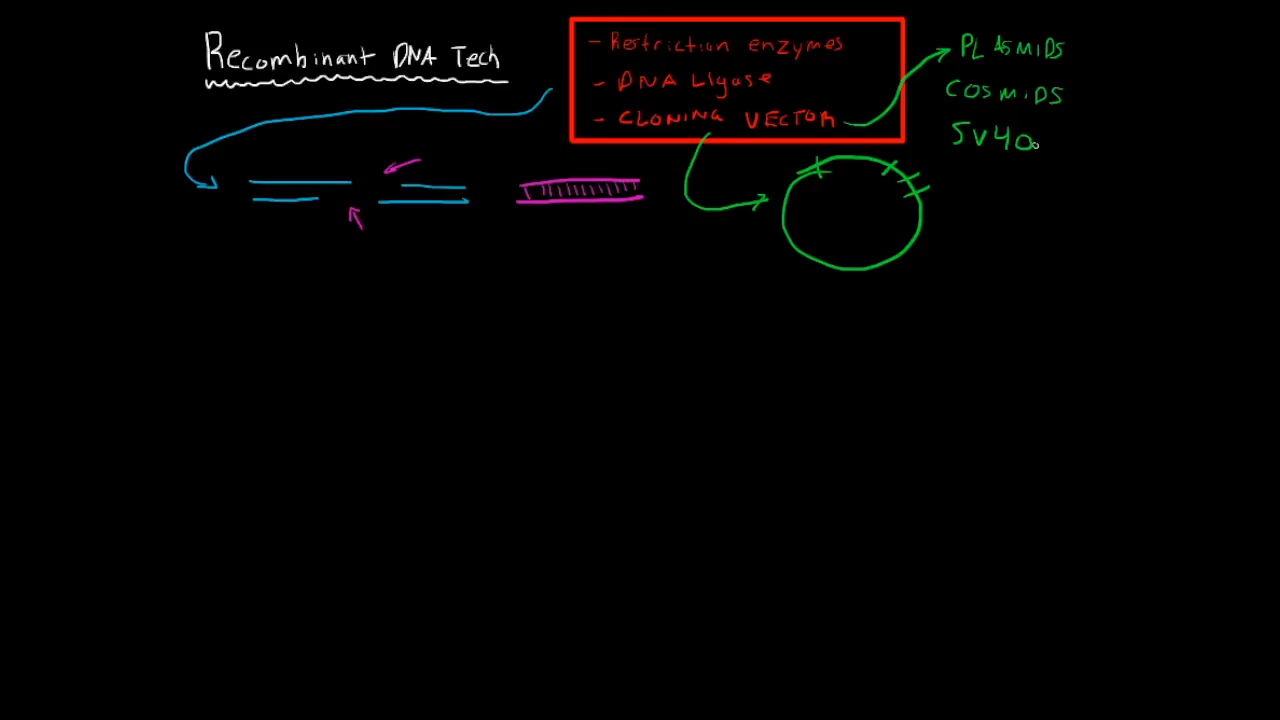 Recombinant DNA Tech
- Restriction enzymes
- DNA Ligase
- CLONING VECTOR
PLASMIDS
COSMIDS
SV40